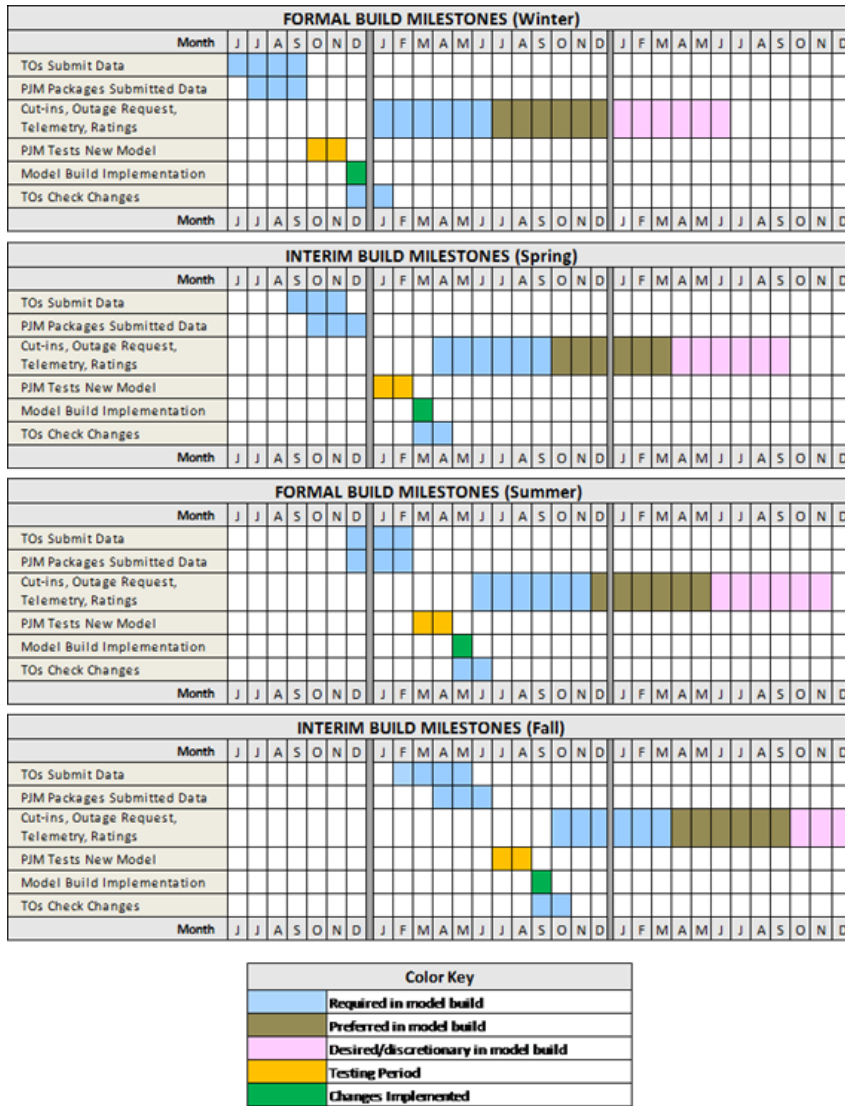 FORMAL BUILD MILESTONES (Winter)
Month J J A S O N D J F M A M J J A S O N D J F M A M J J A S O N D
TOs Submit Data
PJM Packages Submitted Data
Cut-ins, Outage Request,
Telemetry, Ratings
PJM Tests New Model
Model Build Implementation
TOs Check Changes
Month J J A S O N D J F M A M J J A S O N D J F M A M J J A S O N D
INTERIM BUILD MILESTONES (Spring)
Month J J A S O N D J F M A M J J A S O N D J F M A M J J A S O N D
TOs Submit Data
PJM Packages Submitted Data
Cut-ins, Outage Request,
Telemetry, Ratings
PJM Tests New Model
Model Build Implementation
TOs Check Changes
Month J J A S O N D J F M A M J J A S O N D J F M A M J J A S O N D
FORMAL BUILD MILESTONES (Summer)
Month J J A S O N D J F M A M J J A S O N D J F M A M J J A S O N D
TOs Submit Data
PJM Packages Submitted Data
Cut-ins, Outage Request,
Telemetry, Ratings
PJM Tests New Model
Model Build Implementation
TOs Check Changes
Month J J A S O N D J F M A M J J A S O N D J F M A M J J A S O N D
INTERIM BUILD MILESTONES (Fall)
Month J J A S O N D J F M A M J J A S O N D J F M A M J J A S O N D
TOs Submit Data
PJM Packages Submitted Data
Cut-ins, Outage Request,
Telemetry, Ratings
PJM Tests New Model
Model Build Implementation
TOs Check Changes
Month J J A S O N D J F M A M J J A S O N D J F M A M J J A S O N D
Color Key
Required in model build
Preferred in model build
Desired/discretionary in model build
Testing Period
Changes Implemented